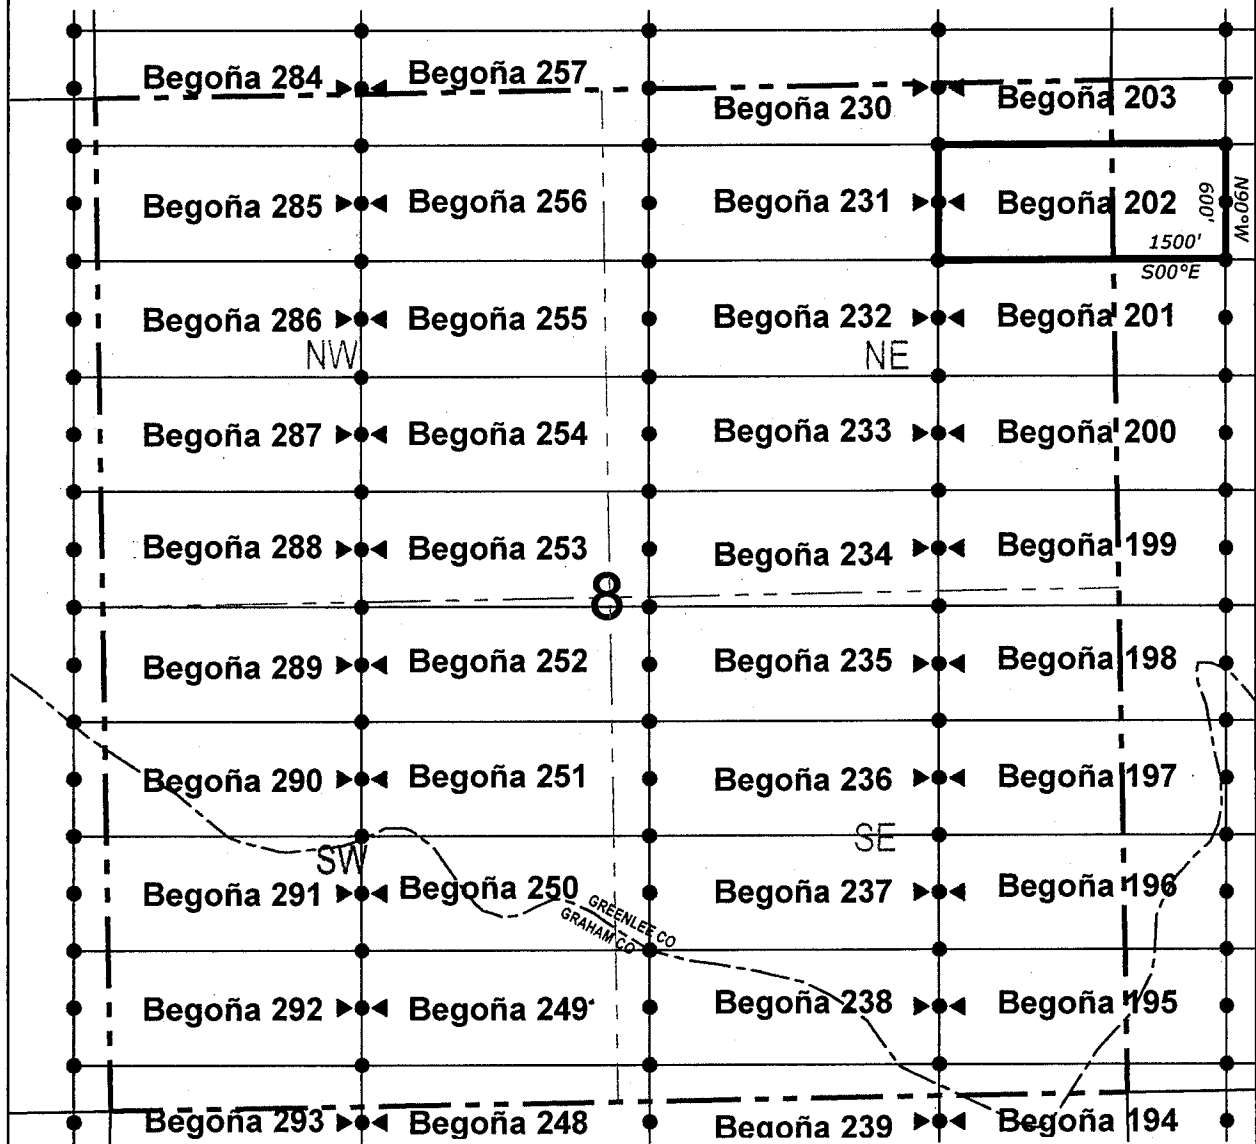 Begoña 284 Begoña 257 Begoña 230 Begoña 203
Begoña 285 Begoña 256 Begoña 231 Begoña 202 600' N90°W
1500'
S00°E
Begoña 286 Begoña 255 Begoña 232 Begoña 201
NW NE
Begoña 287 Begoña 254 Begoña 233 Begoña 200
Begoña 288 Begoña 253 Begoña 234 Begoña 199
8
Begoña 289 Begoña 252 Begoña 235 Begoña 198
Begoña 290 Begoña 251 Begoña 236 Begoña 197
SW SE
Begoña 291 Begoña 250 Begoña 237 Begoña 196
GREENLEE CO
GRAHAM CO
Begoña 292 Begoña 249 Begoña 238 Begoña 195
Begoña 293 Begoña 248 Begoña 239 Begoña 194